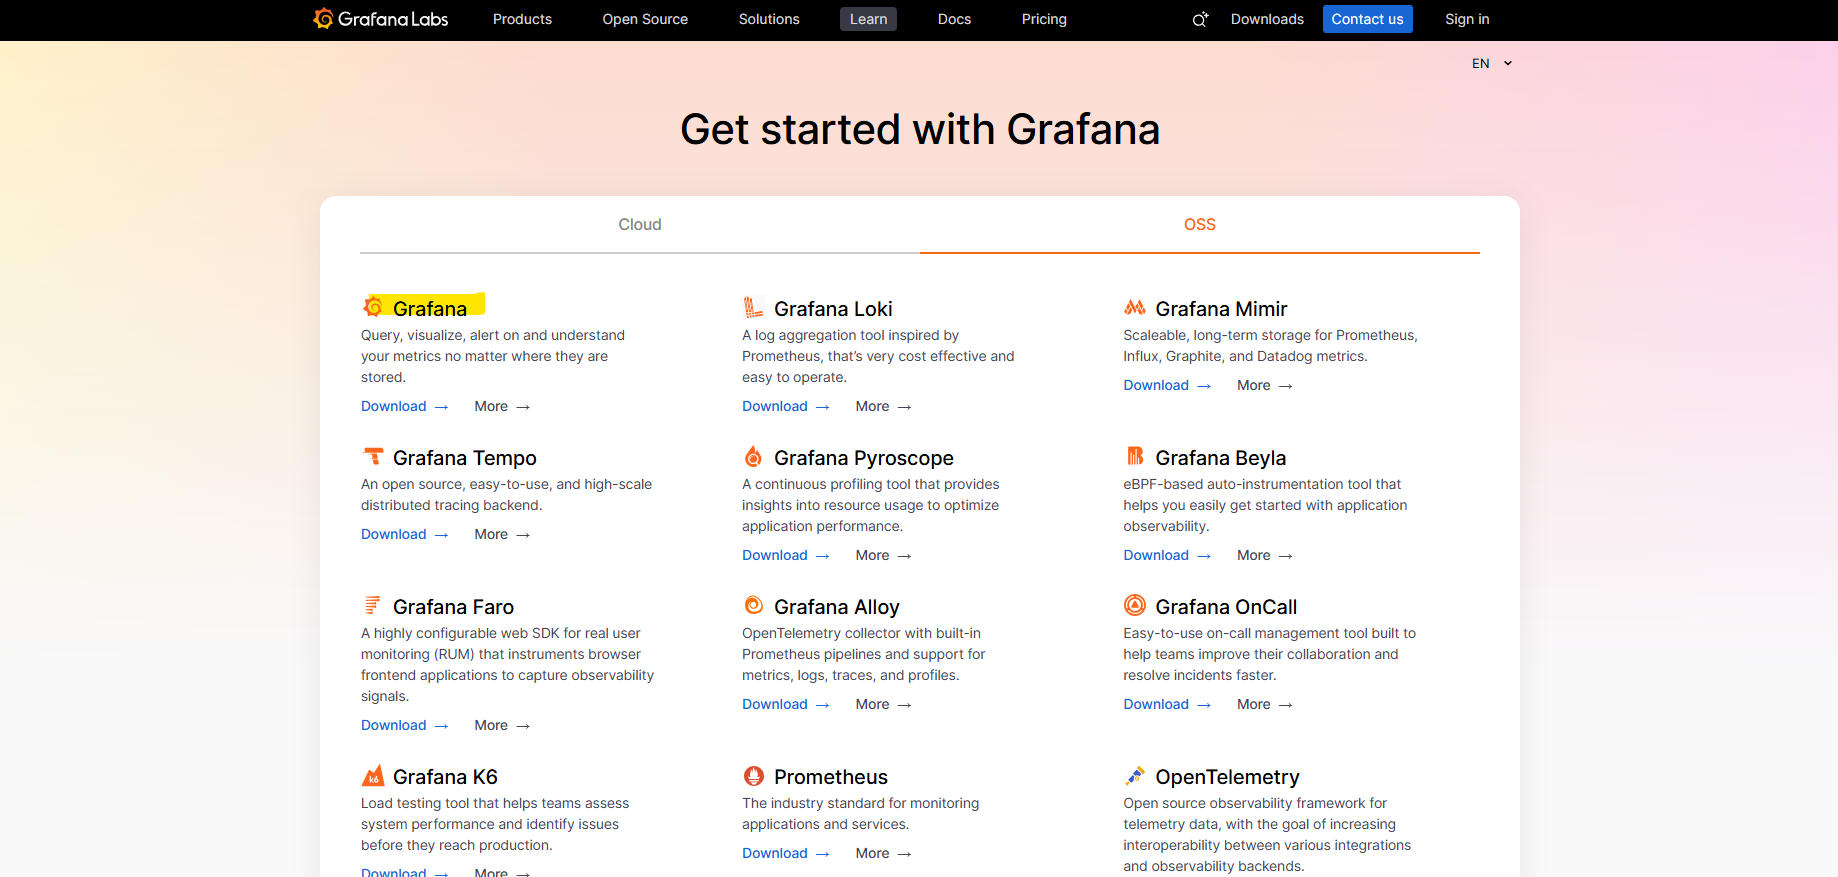 Grafana Labs Products Open Source Solutions Learn Docs Pricing Downloads Contact us Sign in
EN
Get started with Grafana
Cloud OSS
Grafana
Query, visualize, alert on and understand
your metrics no matter where they are
stored.
Download → More →
Grafana Loki
A log aggregation tool inspired by
Prometheus, that’s very cost effective and
easy to operate.
Download → More →
Grafana Mimir
Scaleable, long-term storage for Prometheus,
Influx, Graphite, and Datadog metrics.
Download → More →
Grafana Tempo
An open source, easy-to-use, and high-scale
distributed tracing backend.
Download → More →
Grafana Pyroscope
A continuous profiling tool that provides
insights into resource usage to optimize
application performance.
Download → More →
Grafana Beyla
eBPF-based auto-instrumentation tool that
helps you easily get started with application
observability.
Download → More →
Grafana Faro
A highly configurable web SDK for real user
monitoring (RUM) that instruments browser
frontend applications to capture observability
signals.
Download → More →
Grafana Alloy
OpenTelemetry collector with built-in
Prometheus pipelines and support for
metrics, logs, traces, and profiles.
Download → More →
Grafana OnCall
Easy-to-use on-call management tool built to
help teams improve their collaboration and
resolve incidents faster.
Download → More →
k6
Grafana K6
Load testing tool that helps teams assess
system performance and identify issues
before they reach production.
Download → More →
Prometheus
The industry standard for monitoring
applications and services.
Download → More →
OpenTelemetry
Open source observability framework for
telemetry data, with the goal of increasing
interoperability between various integrations
and observability backends.